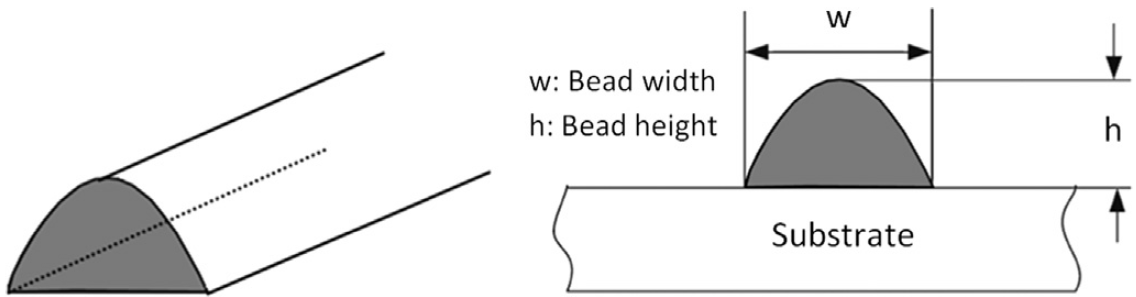 w
w: Bead width
h: Bead height
h
Substrate